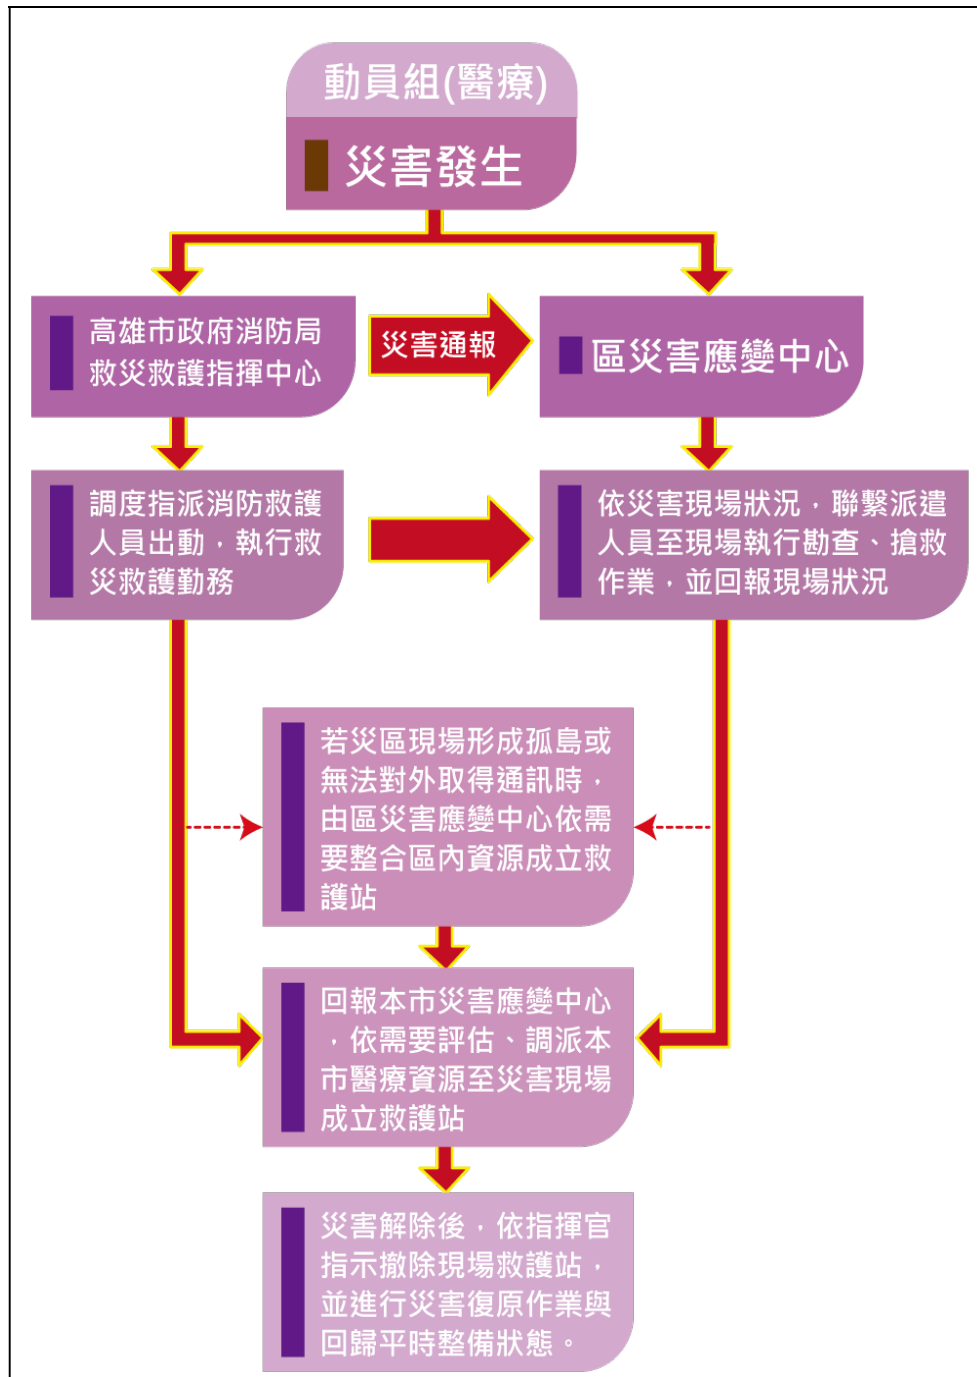 動員組(醫療)
災害發生
高雄市政府消防局
救災救護指揮中心
災害通報
區災害應變中心
調度指派消防救護
人員出動，執行救
災救護勤務
依災害現場狀況，聯繫派遣
人員至現場執行勘查、搶救
作業，並回報現場狀況
若災區現場形成孤島或
無法對外取得通訊時，
由區災害應變中心依需
要整合區內資源成立救
護站
回報本市災害應變中心
，依需要評估、調派本
市醫療資源至災害現場
成立救護站
災害解除後，依指揮官
指示撤除現場救護站，
並進行災害復原作業與
回歸平時整備狀態。